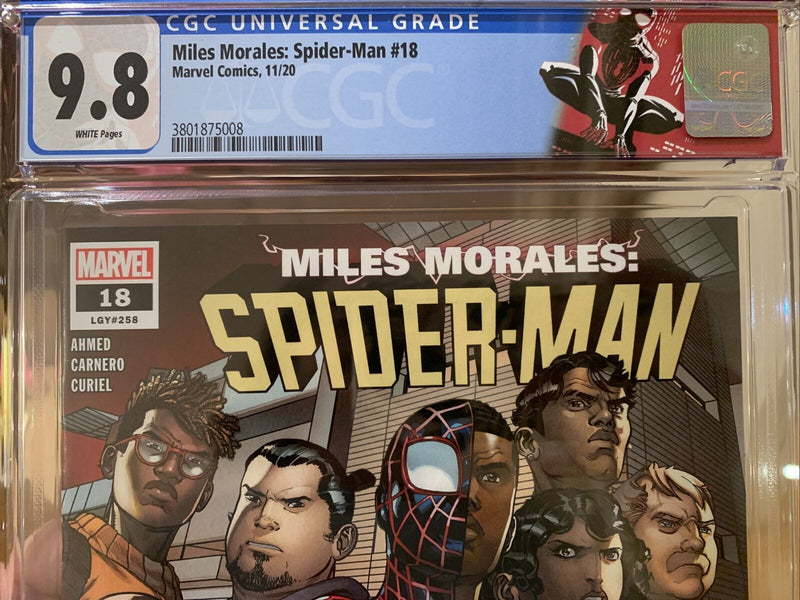 CGC UNIVERSAL GRADE
9.8
WHITE Pages
Miles Morales: Spider-Man #18
Marvel Comics, 11/20
3801875008
CGC
CGC
MARVEL
18
LGY#258
AHMED
CARNERO
CURIEL
MILES MORALES:
SPIDER-MAN